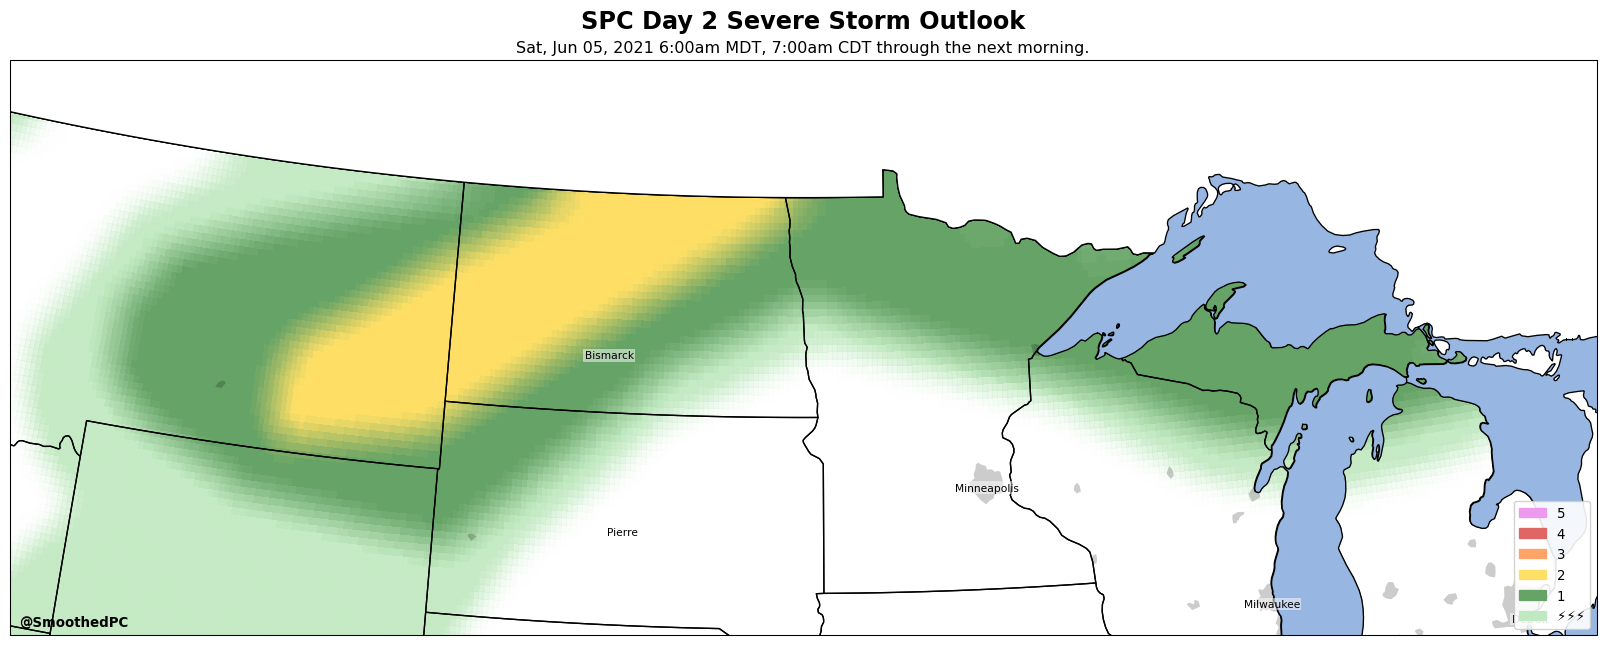 SPC Day 2 Severe Storm Outlook
Sat, Jun 05, 2021 6:00am MDT, 7:00am CDT through the next morning.
Bismarck
Minneapolis
Pierre
Milwaukee
5
4
3
2
1
⚡⚡⚡
@SmoothedPC